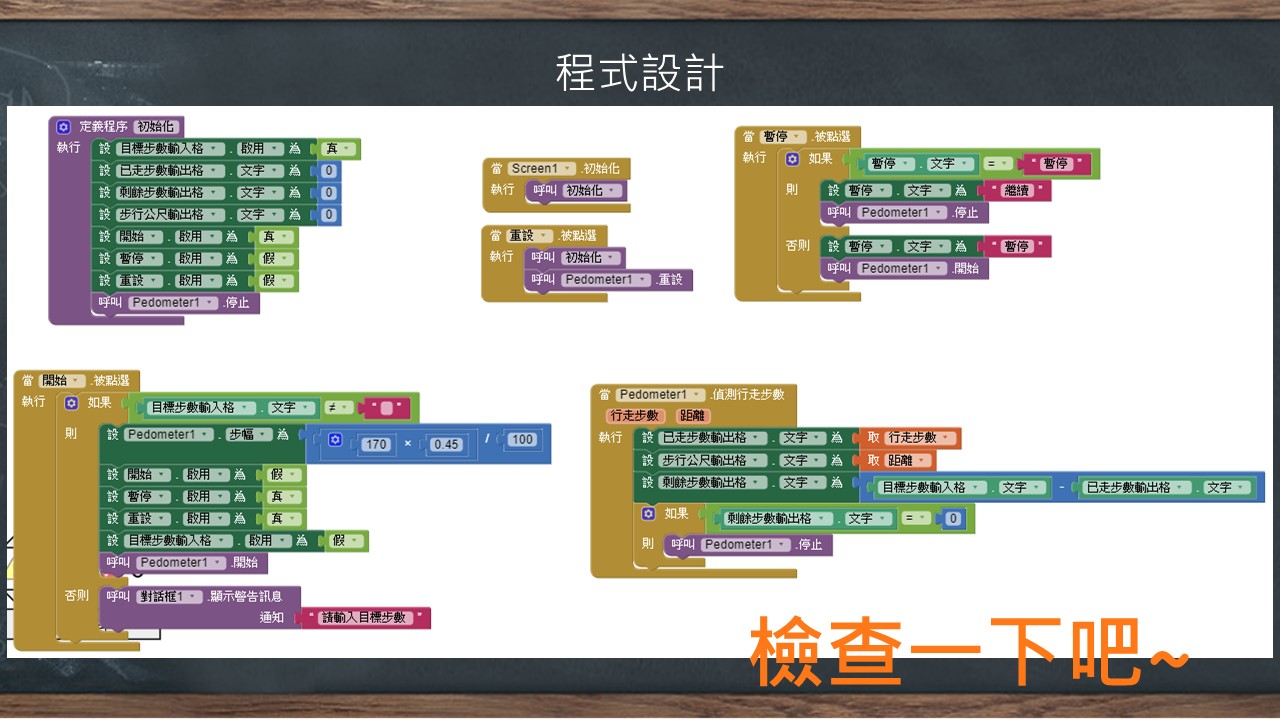 程式設計
定義程序 初始化
執行 設 目標步數輸入格 . 啟用 為 真
設 已走步數輸出格 . 文字 為 0
設 剩餘步數輸出格 . 文字 為 0
設 步行公尺輸出格 . 文字 為 0
設 開始 . 啟用 為 真
設 暫停 . 啟用 為 假
設 重設 . 啟用 為 假
呼叫 Pedometer1 .停止
當 Screen1 .初始化
執行 呼叫 初始化
當 重設 .被點選
執行 呼叫 初始化
呼叫 Pedometer1 .重設
當 暫停 .被點選
執行 如果 暫停 . 文字 = " 暫停 "
則 設 暫停 . 文字 為 " 繼續 "
呼叫 Pedometer1 .停止
否則 設 暫停 . 文字 為 " 暫停 "
呼叫 Pedometer1 .開始
當 開始 .被點選
執行 如果 目標步數輸入格 . 文字 ≠ " "
則 設 Pedometer1 . 步幅 為 170 × 0.45 / 100
設 開始 . 啟用 為 假
設 暫停 . 啟用 為 真
設 重設 . 啟用 為 真
設 目標步數輸入格 . 啟用 為 假
呼叫 Pedometer1 .開始
否則 呼叫 對話框1 .顯示警告訊息
通知 " 請輸入目標步數 "
當 Pedometer1 .偵測行走步數
行走步數 距離
執行 設 已走步數輸出格 . 文字 為 取 行走步數
設 步行公尺輸出格 . 文字 為 取 距離
設 剩餘步數輸出格 . 文字 為 目標步數輸入格 . 文字 - 已走步數輸出格 . 文字
如果 剩餘步數輸出格 . 文字 = 0
則 呼叫 Pedometer1 .停止
檢查一下吧~